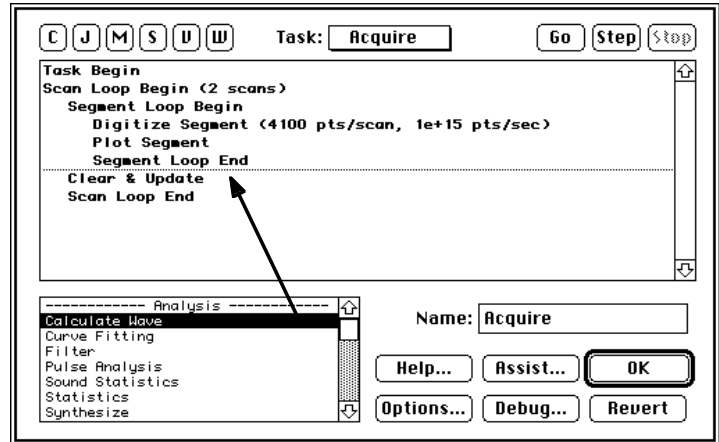 C J M S U W Task: Acquire Go Step Stop
Task Begin
Scan Loop Begin (2 scans)
Segment Loop Begin
Digitize Segment (4100 pts/scan, 1e+15 pts/sec)
Plot Segment
Segment Loop End
Clear & Update
Scan Loop End
------------ Analysis ------------
Calculate Wave
Curve Fitting
Filter
Pulse Analysis
Sound Statistics
Statistics
Synthesize
Name: Acquire
Help... Assist... OK
Options... Debug... Revert